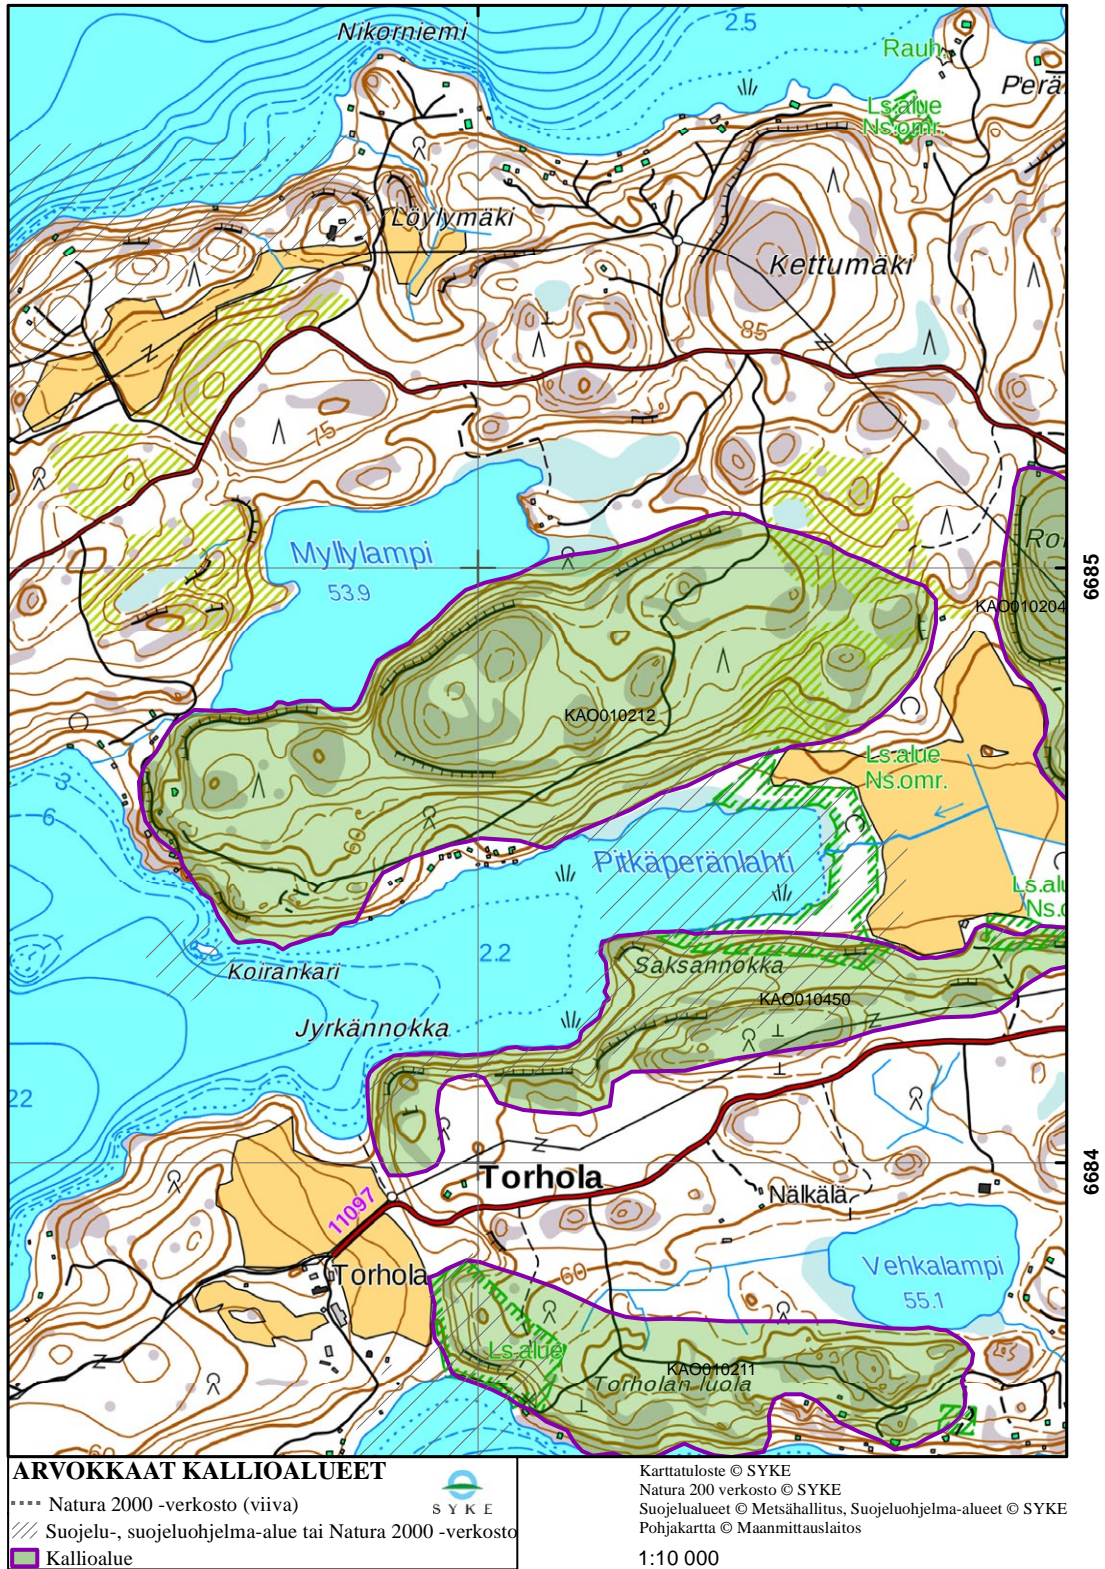 Nikorniemi
2.5
Rauh.
Perä
Ls.alue
Ns.omr.
Löylymäki
Kettumäki
85
75
Myllylampi
53.9
6685
KAO010204
KAO010212
Ls.alue
Ns.omr.
3
6
60
Pitkäperänlahti
2.2
Koirankari
Saksannokka
KAO010450
Jyrkännokka
22
6684
Torhola
11097
Nälkälä
Torhola
60
Vehkalampi
55.1
Ls.alue
KAO010211
Torholan luola
ARVOKKAAT KALLIOALUEET
Natura 2000 -verkosto (viiva)
Suojelu-, suojeluohjelma-alue tai Natura 2000 -verkosto
Kallioalue
SYKE
Karttatuloste © SYKE
Natura 200 verkosto © SYKE
Suojelualueet © Metsähallitus, Suojeluohjelma-alueet © SYKE
Pohjakartta © Maanmittauslaitos
1:10 000